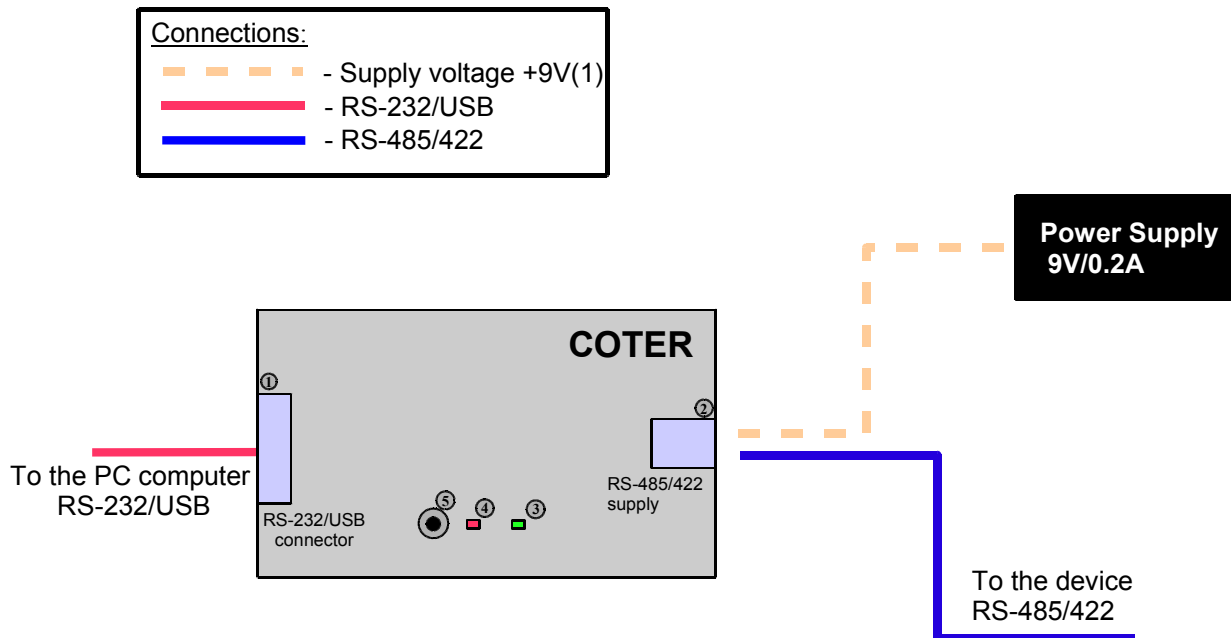 Connections:
- Supply voltage +9V(1)
- RS-232/USB
- RS-485/422
Power Supply
9V/0.2A
COTER
1
2
To the PC computer
RS-232/USB
RS-485/422
supply
5
4
3
RS-232/USB
connector
To the device
RS-485/422